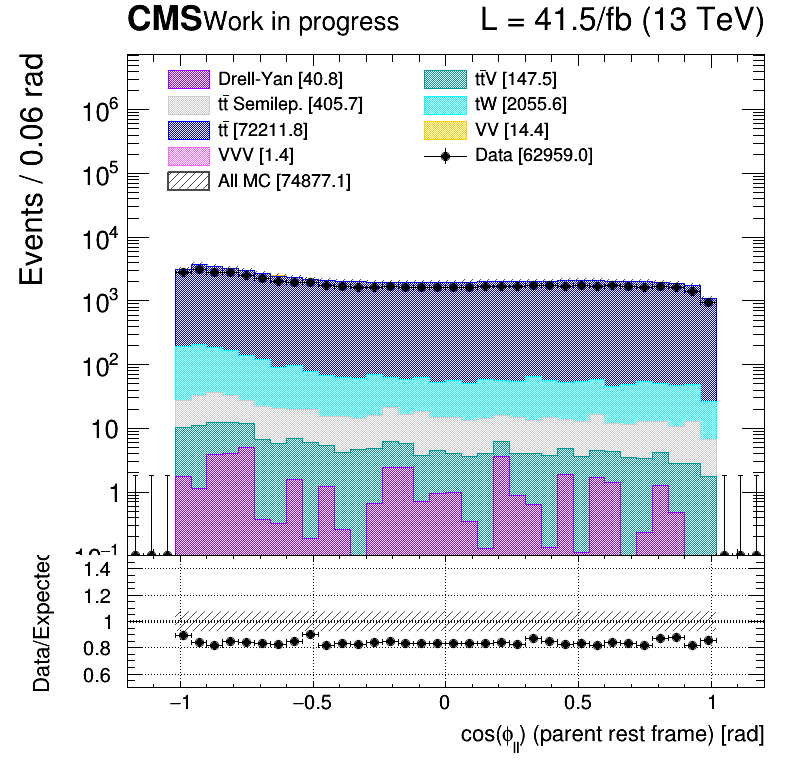 CMS Work in progress L = 41.5/fb (13 TeV)
Events / 0.06 rad
Drell-Yan [40.8]
tt̄ Semilep. [405.7]
tt̄ [72211.8]
VVV [1.4]
All MC [74877.1]
tt̄V [147.5]
tW [2055.6]
VV [14.4]
Data [62959.0]
10⁶
10⁵
10⁴
10³
10²
10
1
10⁻¹
Data/Expected
1.4
1.2
1
0.8
0.6
−1 −0.5 0 0.5 1
cos(ϕ_ll) (parent rest frame) [rad]